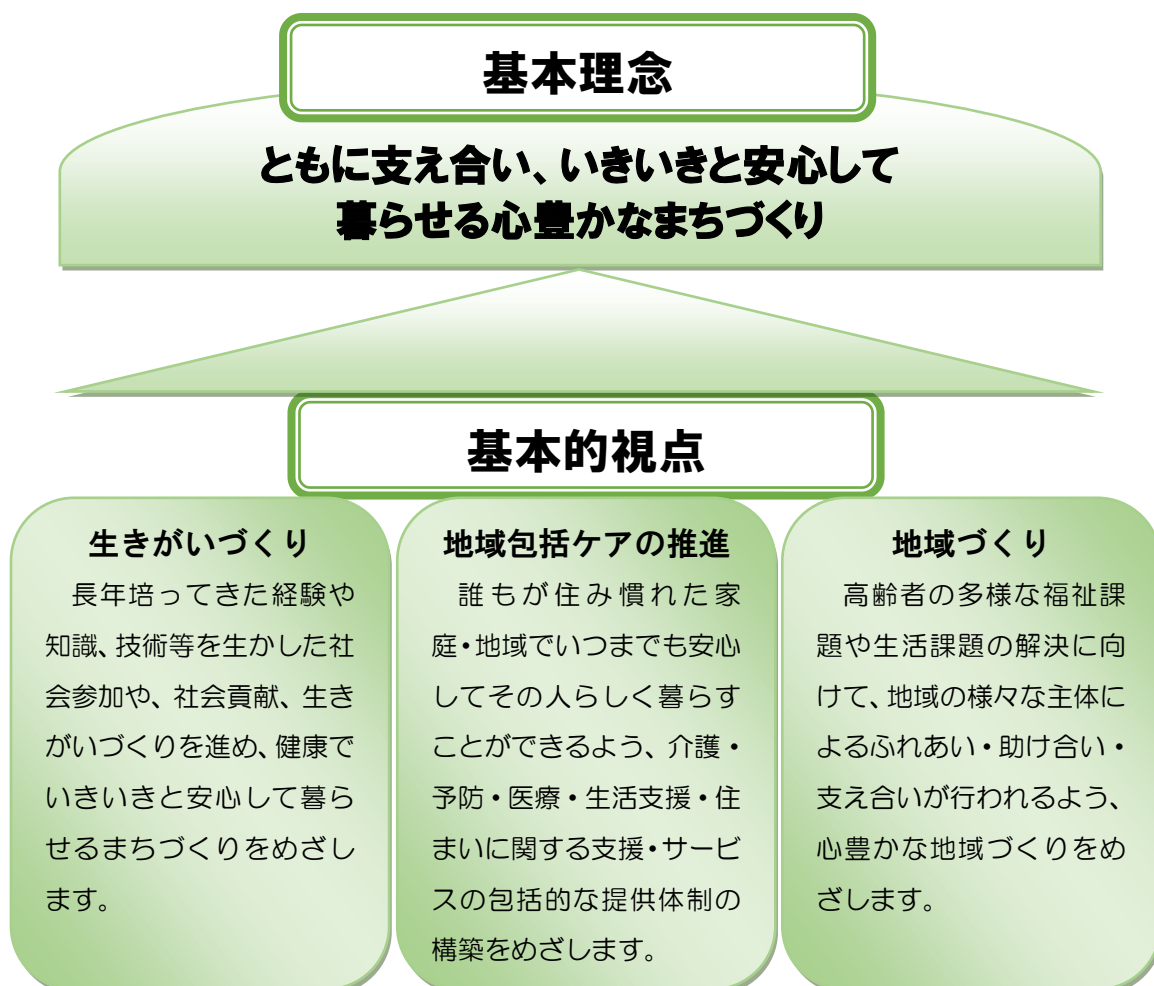 基本理念
ともに支え合い、いきいきと安心して
暮らせる心豊かなまちづくり
基本的視点
生きがいづくり
長年培ってきた経験や
知識、技術等を生かした社
会参加や、社会貢献、生き
がいづくりを進め、健康で
いきいきと安心して暮ら
せるまちづくりをめざし
ます。
地域包括ケアの推進
誰もが住み慣れた家
庭・地域でいつまでも安心
してその人らしく暮らす
ことができるよう、介護・
予防・医療・生活支援・住
まいに関する支援・サービ
スの包括的な提供体制の
構築をめざします。
地域づくり
高齢者の多様な福祉課
題や生活課題の解決に向
けて、地域の様々な主体に
よるふれあい・助け合い・
支え合いが行われるよう、
心豊かな地域づくりをめ
ざします。